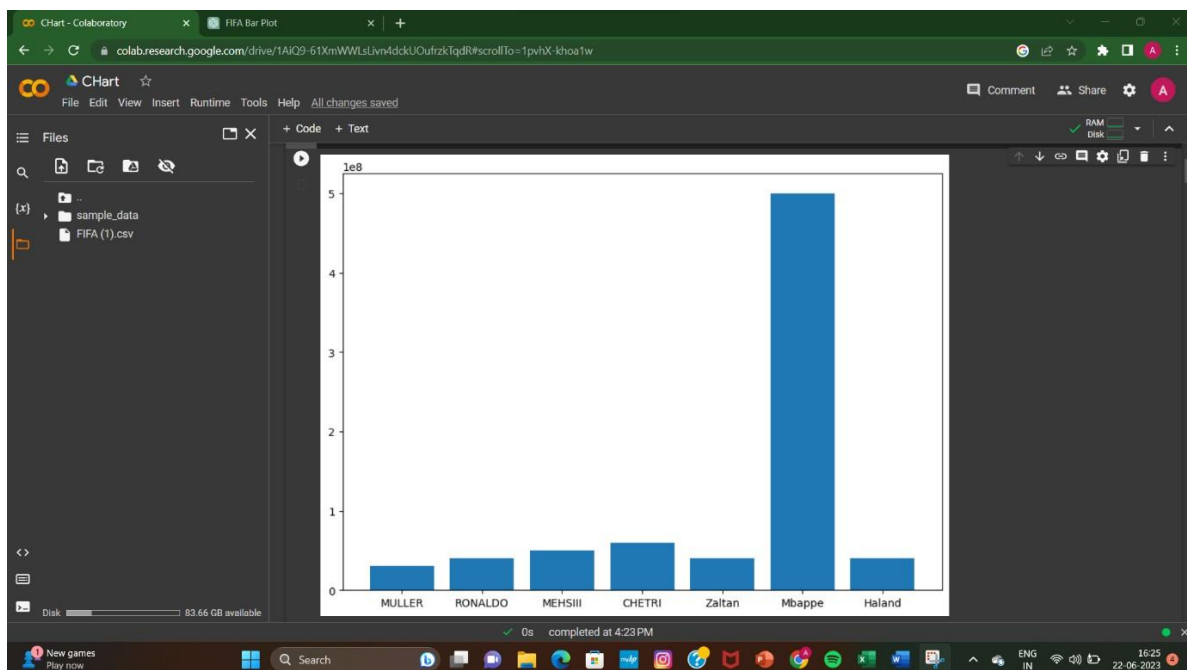 CHart - Colaboratory
FIFA Bar Plot
colab.research.google.com/drive/1AiQ9-61XmWWLsLivn4dckUOufrzkTqdR#scrollTo=1pvhX-khoa1w
CHart
File Edit View Insert Runtime Tools Help All changes saved
Comment
Share
A
Files
+ Code + Text
RAM
Disk
..
{x}
sample_data
FIFA (1).csv
1e8
5
4
3
2
1
0
MULLER RONALDO MEHSIII CHETRI Zaltan Mbappe Haland
Disk 83.66 GB available
0s completed at 4:23 PM
New games
Play now
Search
ENG
IN
16:25
22-06-2023